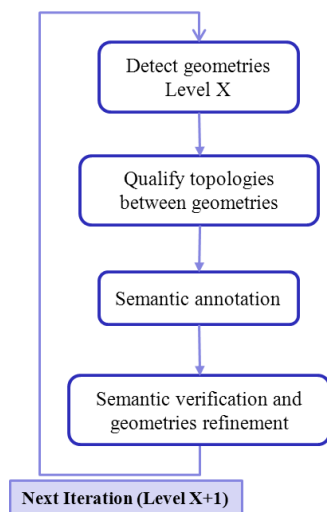 Detect geometries
Level X
Qualify topologies
between geometries
Semantic annotation
Semantic verification and
geometries refinement
Next Iteration (Level X+1)